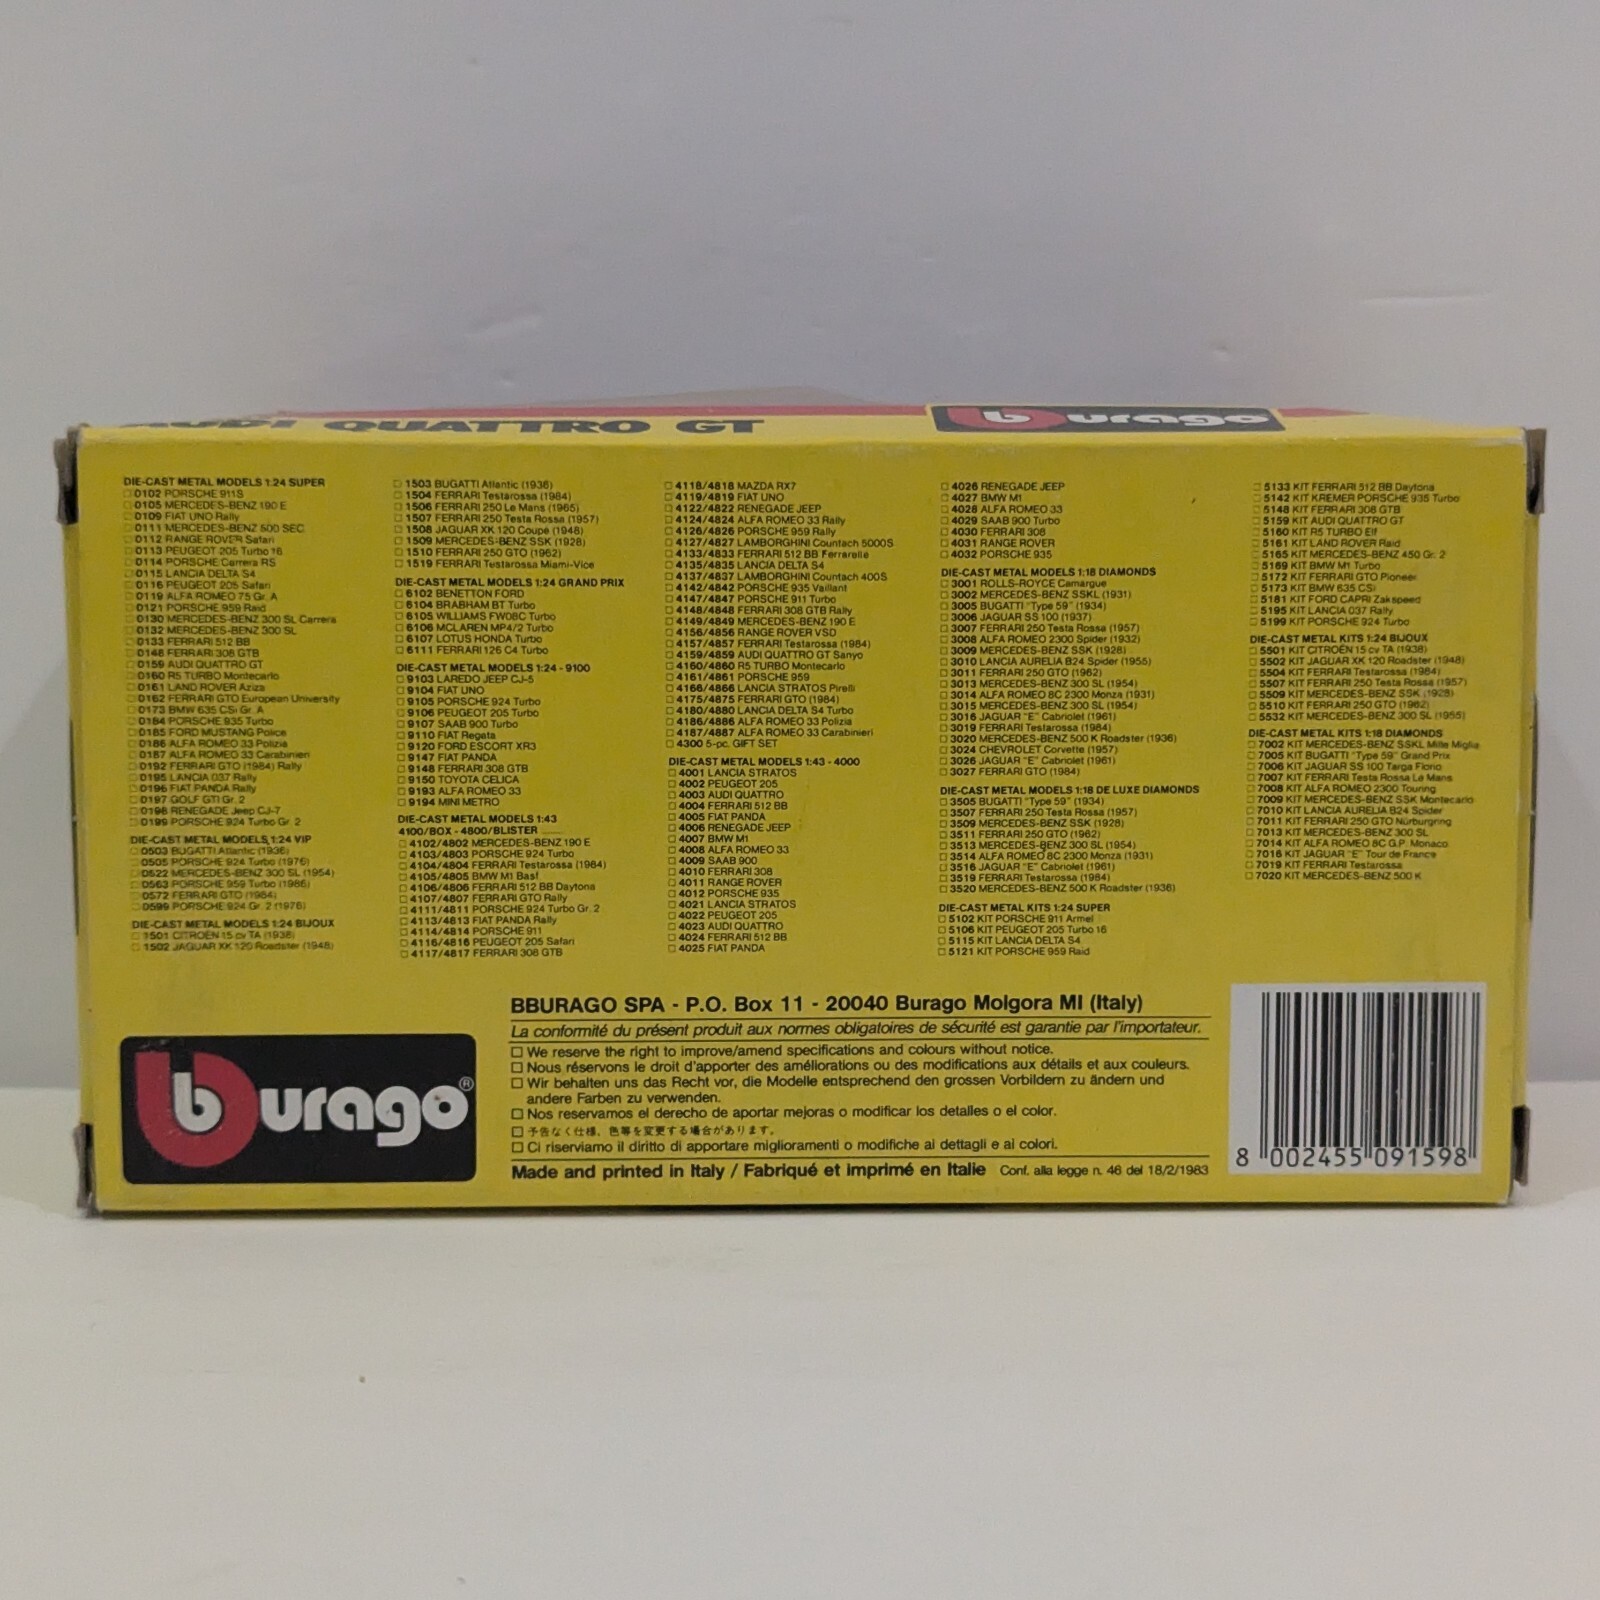 AUDI QUATTRO GT
burago
DIE-CAST METAL MODELS 1:24 SUPER
0102 PORSCHE 911S
0105 MERCEDES-BENZ 190 E
0109 FIAT UNO Rally
0111 MERCEDES-BENZ 500 SEC
0112 RANGE ROVER Safari
0113 PEUGEOT 205 Turbo 16
0114 PORSCHE Carrera RS
0115 LANCIA DELTA S4
0116 PEUGEOT 205 Safari
0119 ALFA ROMEO 75 Gr. A
0121 PORSCHE 959 Raid
0130 MERCEDES-BENZ 300 SL Carrera
0132 MERCEDES-BENZ 300 SL
0133 FERRARI 512 BB
0148 FERRARI 308 GTB
0159 AUDI QUATTRO GT
0160 R5 TURBO Montecarlo
0161 LAND ROVER Aziza
0162 FERRARI GTO European University
0173 BMW 635 CSi Gr. A
0184 PORSCHE 935 Turbo
0185 FORD MUSTANG Police
0186 ALFA ROMEO 33 Polizia
0187 ALFA ROMEO 33 Carabinieri
0192 FERRARI GTO (1984) Rally
0195 LANCIA 037 Rally
0196 FIAT PANDA Rally
0197 GOLF GTI Gr. 2
0198 RENEGADE Jeep CJ-7
0199 PORSCHE 924 Turbo Gr. 2
DIE-CAST METAL MODELS 1:24 VIP
0503 BUGATTI Atlantic (1936)
0505 PORSCHE 924 Turbo (1976)
0522 MERCEDES-BENZ 300 SL (1954)
0563 PORSCHE 959 Turbo (1986)
0572 FERRARI GTO (1984)
0599 PORSCHE 924 Gr. 2 (1976)
DIE-CAST METAL MODELS 1:24 BIJOUX
1501 CITROËN 15 cv TA (1938)
1502 JAGUAR XK 120 Roadster (1948)
1503 BUGATTI Atlantic (1936)
1504 FERRARI Testarossa (1984)
1506 FERRARI 250 Le Mans (1965)
1507 FERRARI 250 Testa Rossa (1957)
1508 JAGUAR XK 120 Coupé (1948)
1509 MERCEDES-BENZ SSK (1928)
1510 FERRARI 250 GTO (1962)
1519 FERRARI Testarossa Miami-Vice
DIE-CAST METAL MODELS 1:24 GRAND PRIX
6102 BENETTON FORD
6104 BRABHAM BT Turbo
6105 WILLIAMS FW08C Turbo
6106 MCLAREN MP4/2 Turbo
6107 LOTUS HONDA Turbo
6111 FERRARI 126 C4 Turbo
DIE-CAST METAL MODELS 1:24 - 9100
9103 LAREDO JEEP CJ-5
9104 FIAT UNO
9105 PORSCHE 924 Turbo
9106 PEUGEOT 205 Turbo
9107 SAAB 900 Turbo
9110 FIAT Regata
9120 FORD ESCORT XR3
9147 FIAT PANDA
9148 FERRARI 308 GTB
9150 TOYOTA CELICA
9193 ALFA ROMEO 33
9194 MINI METRO
DIE-CAST METAL MODELS 1:43
4100/BOX - 4800/BLISTER
4102/4802 MERCEDES-BENZ 190 E
4103/4803 PORSCHE 924 Turbo
4104/4804 FERRARI Testarossa (1984)
4105/4805 BMW M1 Basf
4106/4806 FERRARI 512 BB Daytona
4107/4807 FERRARI GTO Rally
4111/4811 PORSCHE 924 Turbo Gr. 2
4113/4813 FIAT PANDA Rally
4114/4814 PORSCHE 911
4116/4816 PEUGEOT 205 Safari
4117/4817 FERRARI 308 GTB
4118/4818 MAZDA RX7
4119/4819 FIAT UNO
4122/4822 RENEGADE JEEP
4124/4824 ALFA ROMEO 33 Rally
4126/4826 PORSCHE 959 Rally
4127/4827 LAMBORGHINI Countach 5000S
4133/4833 FERRARI 512 BB Ferrarelle
4135/4835 LANCIA DELTA S4
4137/4837 LAMBORGHINI Countach 400S
4142/4842 PORSCHE 935 Vaillant
4147/4847 PORSCHE 911 Turbo
4148/4848 FERRARI 308 GTB Rally
4149/4849 MERCEDES-BENZ 190 E
4156/4856 RANGE ROVER VSD
4157/4857 FERRARI Testarossa (1984)
4159/4859 AUDI QUATTRO GT Sanyo
4160/4860 R5 TURBO Montecarlo
4161/4861 PORSCHE 959
4166/4866 LANCIA STRATOS Pirelli
4175/4875 FERRARI GTO (1984)
4180/4880 LANCIA DELTA S4 Turbo
4186/4886 ALFA ROMEO 33 Polizia
4187/4887 ALFA ROMEO 33 Carabinieri
4300 5-pc. GIFT SET
DIE-CAST METAL MODELS 1:43 - 4000
4001 LANCIA STRATOS
4002 PEUGEOT 205
4003 AUDI QUATTRO
4004 FERRARI 512 BB
4005 FIAT PANDA
4006 RENEGADE JEEP
4007 BMW M1
4008 ALFA ROMEO 33
4009 SAAB 900
4010 FERRARI 308
4011 RANGE ROVER
4012 PORSCHE 935
4021 LANCIA STRATOS
4022 PEUGEOT 205
4023 AUDI QUATTRO
4024 FERRARI 512 BB
4025 FIAT PANDA
4026 RENEGADE JEEP
4027 BMW M1
4028 ALFA ROMEO 33
4029 SAAB 900 Turbo
4030 FERRARI 308
4031 RANGE ROVER
4032 PORSCHE 935
DIE-CAST METAL MODELS 1:18 DIAMONDS
3001 ROLLS-ROYCE Camargue
3002 MERCEDES-BENZ SSKL (1931)
3005 BUGATTI "Type 59" (1934)
3006 JAGUAR SS 100 (1937)
3007 FERRARI 250 Testa Rossa (1957)
3008 ALFA ROMEO 2300 Spider (1932)
3009 MERCEDES-BENZ SSK (1928)
3010 LANCIA AURELIA B24 Spider (1955)
3011 FERRARI 250 GTO (1962)
3013 MERCEDES-BENZ 300 SL (1954)
3014 ALFA ROMEO 8C 2300 Monza (1931)
3015 MERCEDES-BENZ 300 SL (1954)
3016 JAGUAR "E" Cabriolet (1961)
3019 FERRARI Testarossa (1984)
3020 MERCEDES-BENZ 500 K Roadster (1936)
3024 CHEVROLET Corvette (1957)
3026 JAGUAR "E" Cabriolet (1961)
3027 FERRARI GTO (1984)
DIE-CAST METAL MODELS 1:18 DE LUXE DIAMONDS
3505 BUGATTI "Type 59" (1934)
3507 FERRARI 250 Testa Rossa (1957)
3509 MERCEDES-BENZ SSK (1928)
3511 FERRARI 250 GTO (1962)
3513 MERCEDES-BENZ 300 SL (1954)
3514 ALFA ROMEO 8C 2300 Monza (1931)
3516 JAGUAR "E" Cabriolet (1961)
3519 FERRARI Testarossa (1984)
3520 MERCEDES-BENZ 500 K Roadster (1936)
DIE-CAST METAL KITS 1:24 SUPER
5102 KIT PORSCHE 911 Armel
5106 KIT PEUGEOT 205 Turbo 16
5115 KIT LANCIA DELTA S4
5121 KIT PORSCHE 959 Raid
5133 KIT FERRARI 512 BB Daytona
5142 KIT KREMER PORSCHE 935 Turbo
5148 KIT FERRARI 308 GTB
5159 KIT AUDI QUATTRO GT
5160 KIT R5 TURBO Elf
5161 KIT LAND ROVER Raid
5165 KIT MERCEDES-BENZ 450 Gr. 2
5169 KIT BMW M1 Turbo
5172 KIT FERRARI GTO Pioneer
5173 KIT BMW 635 CSi
5181 KIT FORD CAPRI Zakspeed
5195 KIT LANCIA 037 Rally
5199 KIT PORSCHE 924 Turbo
DIE-CAST METAL KITS 1:24 BIJOUX
5501 KIT CITROËN 15 cv TA (1938)
5502 KIT JAGUAR XK 120 Roadster (1948)
5504 KIT FERRARI Testarossa (1984)
5507 KIT FERRARI 250 Testa Rossa (1957)
5509 KIT MERCEDES-BENZ SSK (1928)
5510 KIT FERRARI 250 GTO (1962)
5532 KIT MERCEDES-BENZ 300 SL (1955)
DIE-CAST METAL KITS 1:18 DIAMONDS
7002 KIT MERCEDES-BENZ SSKL Mille Miglia
7005 KIT BUGATTI "Type 59" Grand Prix
7006 KIT JAGUAR SS 100 Targa Florio
7007 KIT FERRARI Testa Rossa Le Mans
7008 KIT ALFA ROMEO 2300 Touring
7009 KIT MERCEDES-BENZ SSK Montecarlo
7010 KIT LANCIA AURELIA B24 Spider
7011 KIT FERRARI 250 GTO Nürburgring
7013 KIT MERCEDES-BENZ 300 SL
7014 KIT ALFA ROMEO 8C G.P. Monaco
7016 KIT JAGUAR "E" Tour de France
7019 KIT FERRARI Testarossa
7020 KIT MERCEDES-BENZ 500 K
burago®
BBURAGO SPA - P.O. Box 11 - 20040 Burago Molgora MI (Italy)
La conformité du présent produit aux normes obligatoires de sécurité est garantie par l'importateur.
We reserve the right to improve/amend specifications and colours without notice.
Nous réservons le droit d'apporter des améliorations ou des modifications aux détails et aux couleurs.
Wir behalten uns das Recht vor, die Modelle entsprechend den grossen Vorbildern zu ändern und
andere Farben zu verwenden.
Nos reservamos el derecho de aportar mejoras o modificar los detalles o el color.
予告なく仕様、色等を変更する場合があります。
Ci riserviamo il diritto di apportare miglioramenti o modifiche ai dettagli e ai colori.
Made and printed in Italy / Fabriqué et imprimé en Italie Conf. alla legge n. 46 del 18/2/1983
8 002455 091598